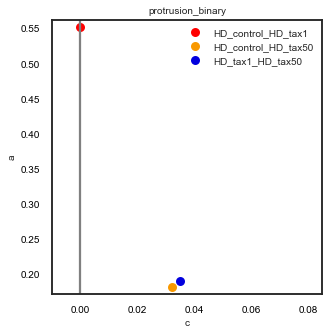 protrusion_binary
0.55
0.50
0.45
0.40
0.35
0.30
0.25
0.20
a
HD_control_HD_tax1
HD_control_HD_tax50
HD_tax1_HD_tax50
0.00 0.02 0.04 0.06 0.08
c